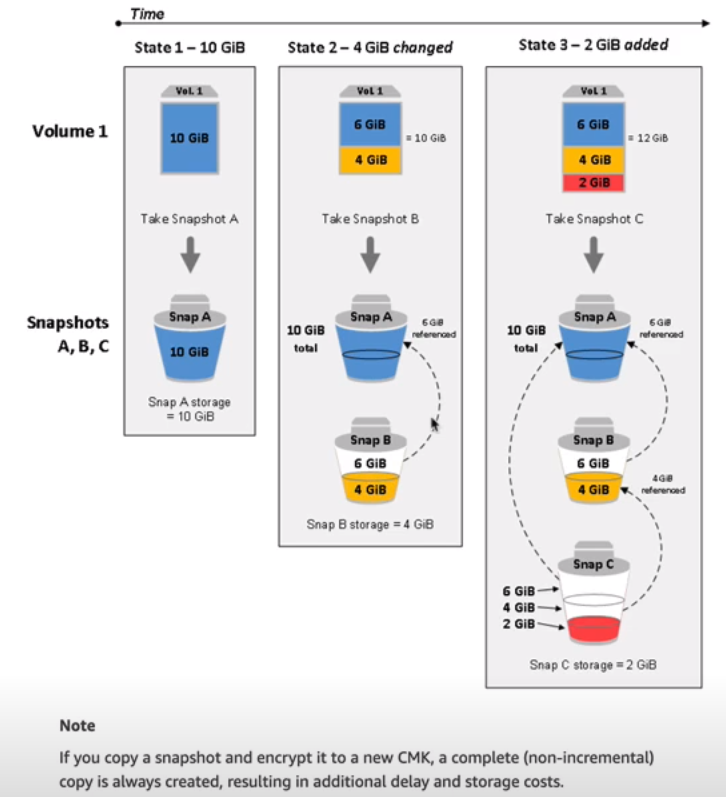 Time
State 1 – 10 GiB
State 2 – 4 GiB changed
State 3 – 2 GiB added
Volume 1
Vol. 1
10 GiB
Take Snapshot A
Vol. 1
6 GiB
4 GiB
= 10 GiB
Take Snapshot B
Vol. 1
6 GiB
4 GiB
2 GiB
= 12 GiB
Take Snapshot C
Snapshots
A, B, C
Snap A
10 GiB
Snap A storage
= 10 GiB
10 GiB
total
Snap A
6 GiB
referenced
Snap B
6 GiB
4 GiB
Snap B storage = 4 GiB
10 GiB
total
Snap A
6 GiB
referenced
Snap B
6 GiB
4 GiB
4 GiB
referenced
Snap C
6 GiB
4 GiB
2 GiB
Snap C storage = 2 GiB
Note
If you copy a snapshot and encrypt it to a new CMK, a complete (non-incremental)
copy is always created, resulting in additional delay and storage costs.